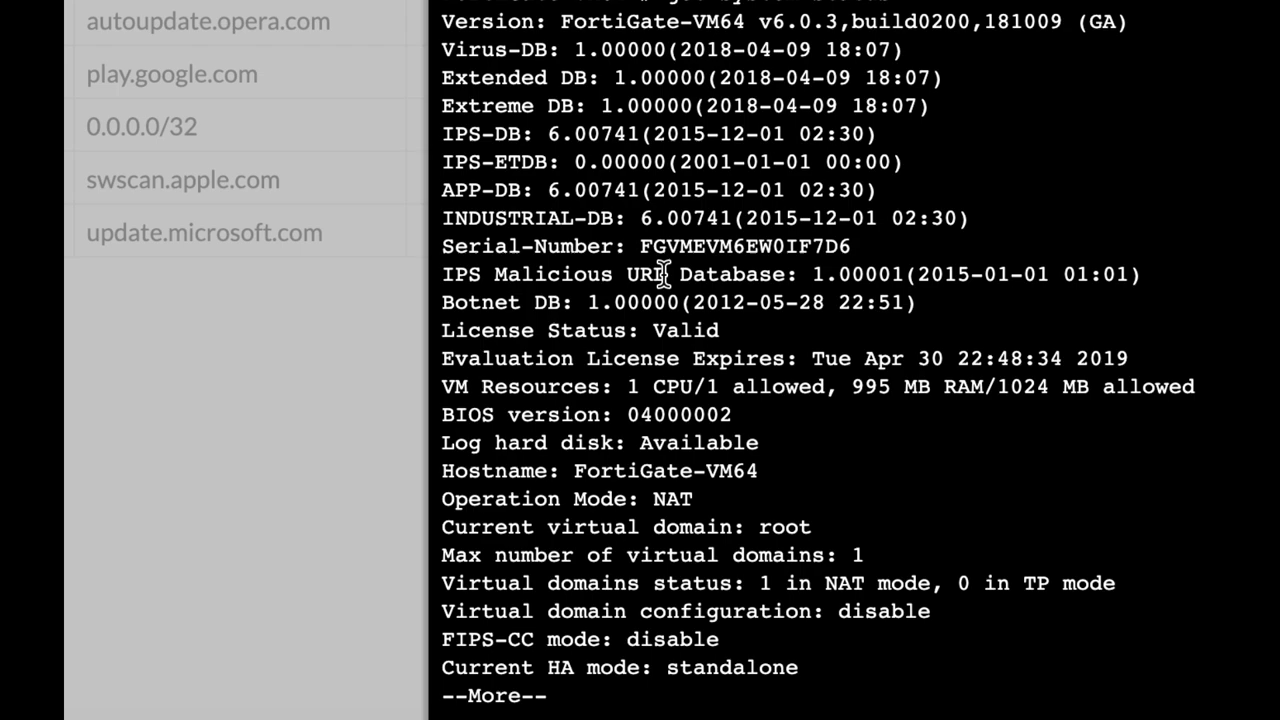 autoupdate.opera.com
play.google.com
0.0.0.0/32
swscan.apple.com
update.microsoft.com
Version: FortiGate-VM64 v6.0.3,build0200,181009 (GA)
Virus-DB: 1.00000(2018-04-09 18:07)
Extended DB: 1.00000(2018-04-09 18:07)
Extreme DB: 1.00000(2018-04-09 18:07)
IPS-DB: 6.00741(2015-12-01 02:30)
IPS-ETDB: 0.00000(2001-01-01 00:00)
APP-DB: 6.00741(2015-12-01 02:30)
INDUSTRIAL-DB: 6.00741(2015-12-01 02:30)
Serial-Number: FGVMEVM6EW0IF7D6
IPS Malicious URL Database: 1.00001(2015-01-01 01:01)
Botnet DB: 1.00000(2012-05-28 22:51)
License Status: Valid
Evaluation License Expires: Tue Apr 30 22:48:34 2019
VM Resources: 1 CPU/1 allowed, 995 MB RAM/1024 MB allowed
BIOS version: 04000002
Log hard disk: Available
Hostname: FortiGate-VM64
Operation Mode: NAT
Current virtual domain: root
Max number of virtual domains: 1
Virtual domains status: 1 in NAT mode, 0 in TP mode
Virtual domain configuration: disable
FIPS-CC mode: disable
Current HA mode: standalone
--More--